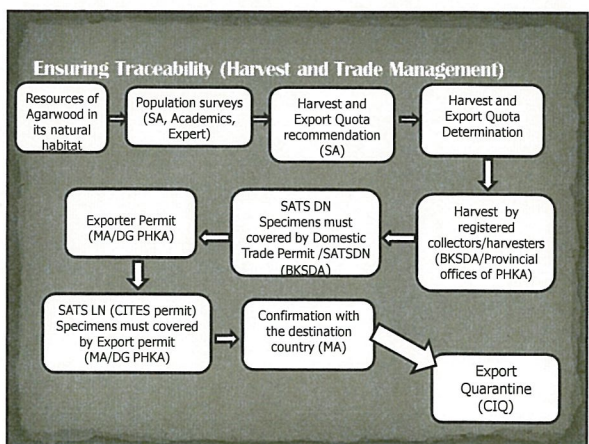 Ensuring Traceability (Harvest and Trade Management)
Resources of
Agarwood in
its natural
habitat
Population surveys
(SA, Academics,
Expert)
Harvest and
Export Quota
recommendation
(SA)
Harvest and
Export Quota
Determination
Harvest by
registered
collectors/harvesters
(BKSDA/Provincial
offices of PHKA)
SATS DN
Specimens must
covered by Domestic
Trade Permit /SATSDN
(BKSDA)
Exporter Permit
(MA/DG PHKA)
SATS LN (CITES permit)
Specimens must covered
by Export permit
(MA/DG PHKA)
Confirmation with
the destination
country (MA)
Export
Quarantine
(CIQ)